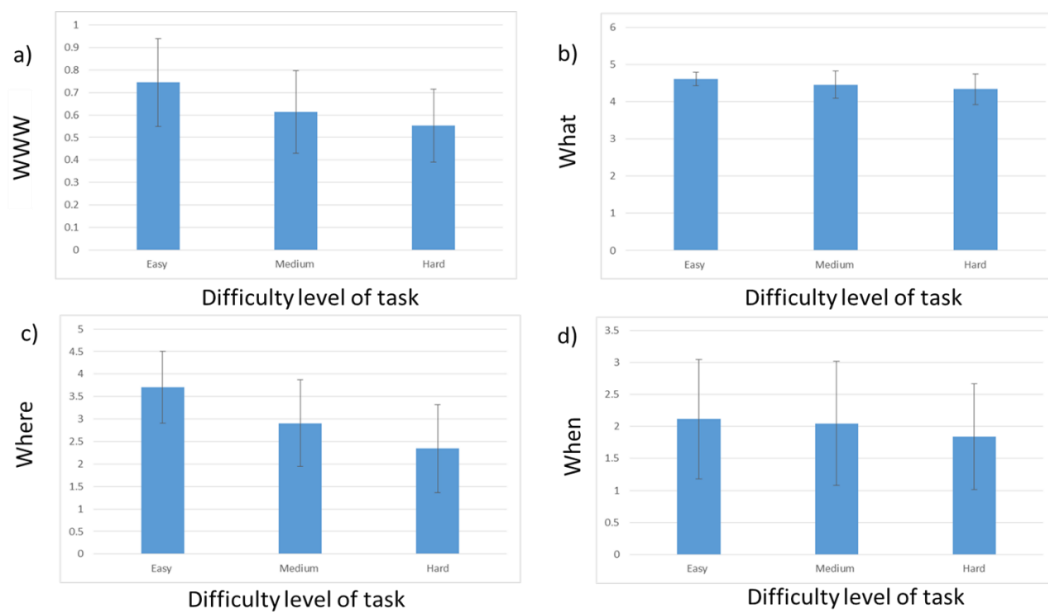 a)
WWW
1
0.9
0.8
0.7
0.6
0.5
0.4
0.3
0.2
0.1
0
Easy Medium Hard
Difficulty level of task
b)
What
6
5
4
3
2
1
0
Easy Medium Hard
Difficulty level of task
c)
Where
5
4.5
4
3.5
3
2.5
2
1.5
1
0.5
0
Easy Medium Hard
Difficulty level of task
d)
When
3.5
3
2.5
2
1.5
1
0.5
0
Easy Medium Hard
Difficulty level of task